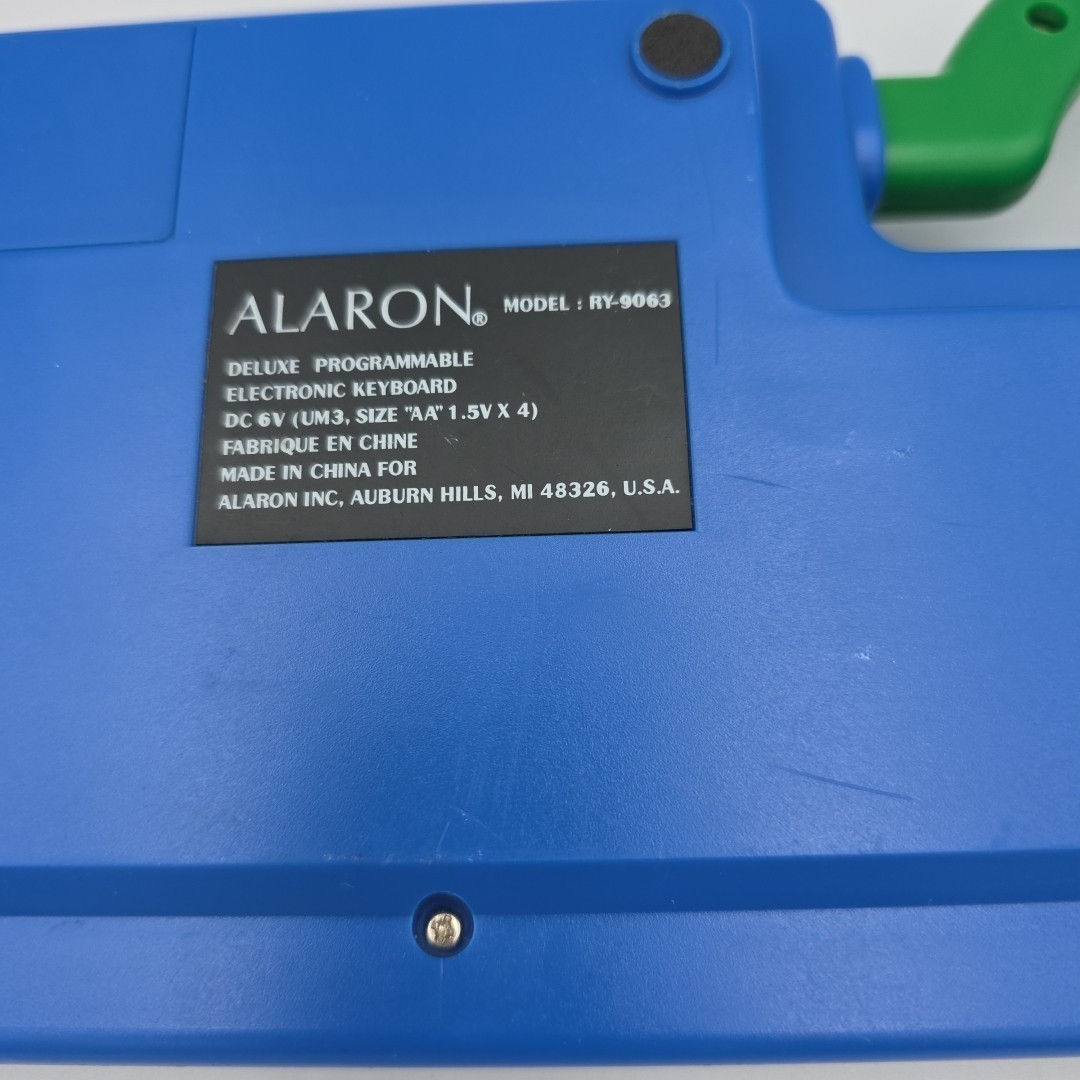 ALARON® MODEL : RY-9063
DELUXE PROGRAMMABLE
ELECTRONIC KEYBOARD
DC 6V (UM3, SIZE "AA" 1.5V X 4)
FABRIQUE EN CHINE
MADE IN CHINA FOR
ALARON INC, AUBURN HILLS, MI 48326, U.S.A.